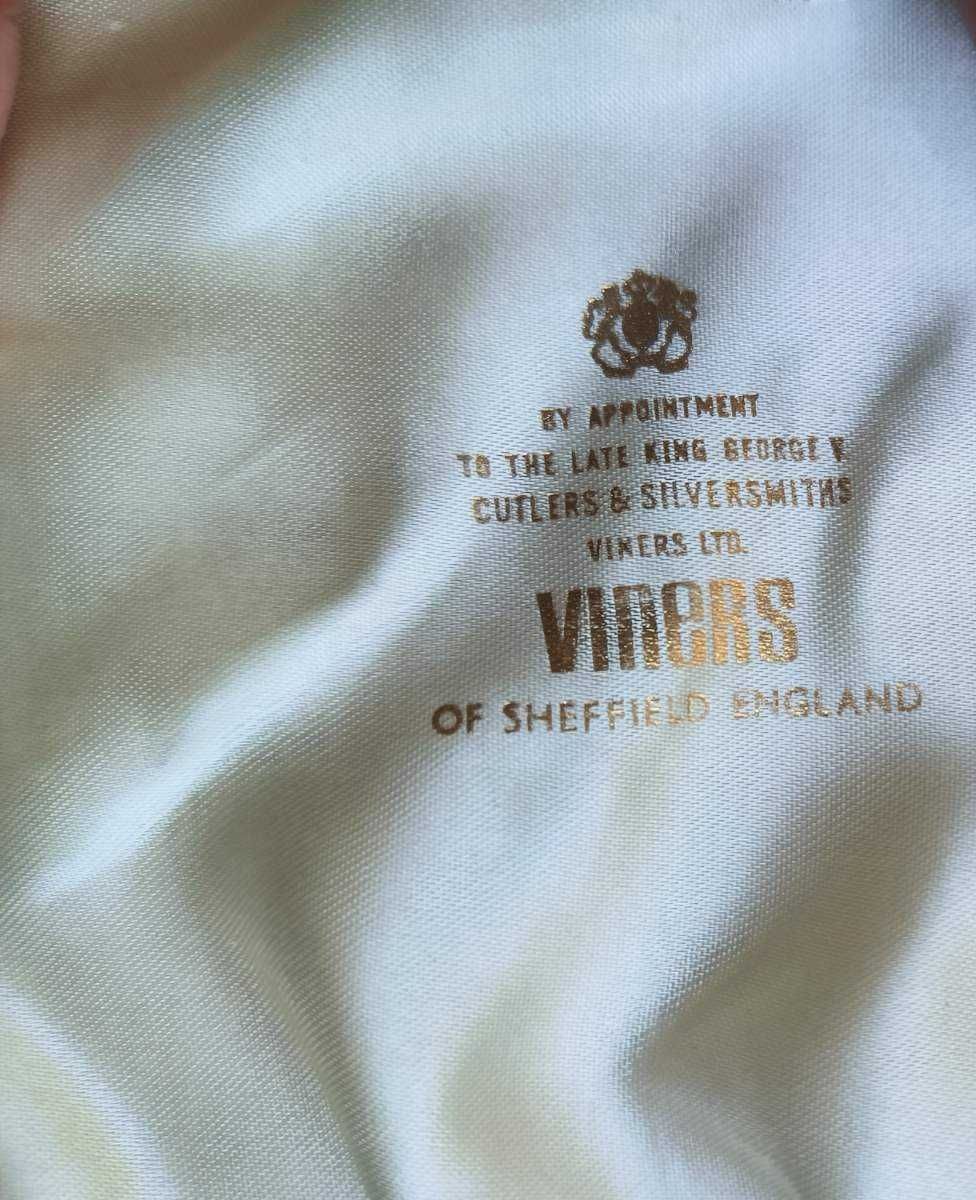 BY APPOINTMENT
TO THE LATE KING GEORGE V.
CUTLERS & SILVERSMITHS
VINERS LTD.
VINERS
OF SHEFFIELD ENGLAND